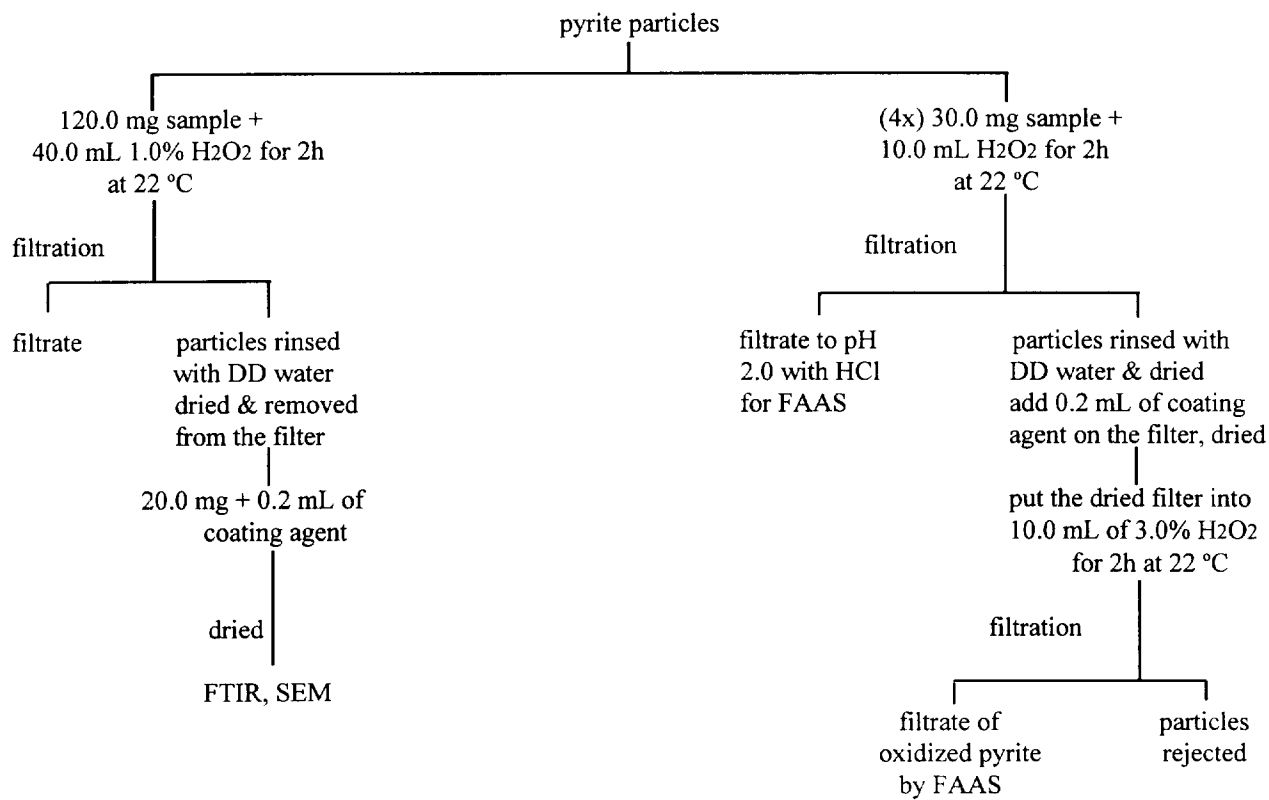 pyrite particles
120.0 mg sample +
40.0 mL 1.0% H2O2 for 2h
at 22 ºC
(4x) 30.0 mg sample +
10.0 mL H2O2 for 2h
at 22 ºC
filtration
filtration
filtrate
particles rinsed
with DD water
dried & removed
from the filter
filtrate to pH
2.0 with HCl
for FAAS
particles rinsed with
DD water & dried
add 0.2 mL of coating
agent on the filter, dried
20.0 mg + 0.2 mL of
coating agent
put the dried filter into
10.0 mL of 3.0% H2O2
for 2h at 22 ºC
dried
filtration
FTIR, SEM
filtrate of
oxidized pyrite
by FAAS
particles
rejected